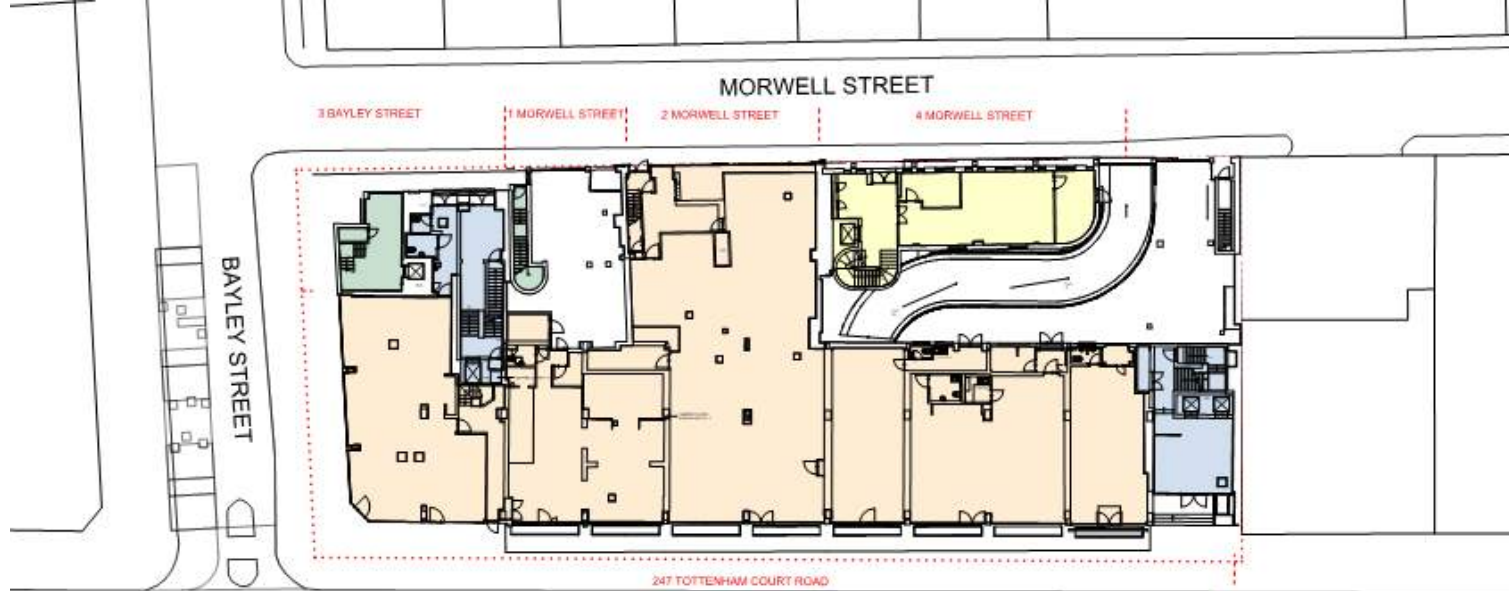 MORWELL STREET
3 BAYLEY STREET
1 MORWELL STREET
2 MORWELL STREET
4 MORWELL STREET
BAYLEY STREET
247 TOTTENHAM COURT ROAD